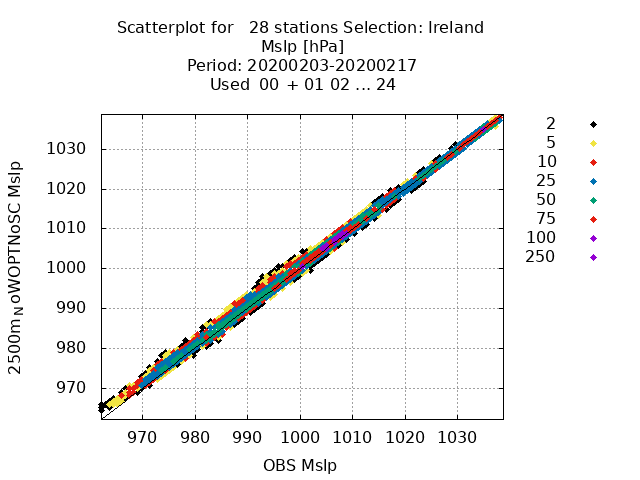 Scatterplot for   28 stations Selection: Ireland
Mslp [hPa]
Period: 20200203-20200217
Used  00 + 01 02 ... 24
2
5
10
25
50
75
100
250
2500m_NoWOPTNoSC Mslp
1030
1020
1010
1000
990
980
970
970 980 990 1000 1010 1020 1030
OBS Mslp